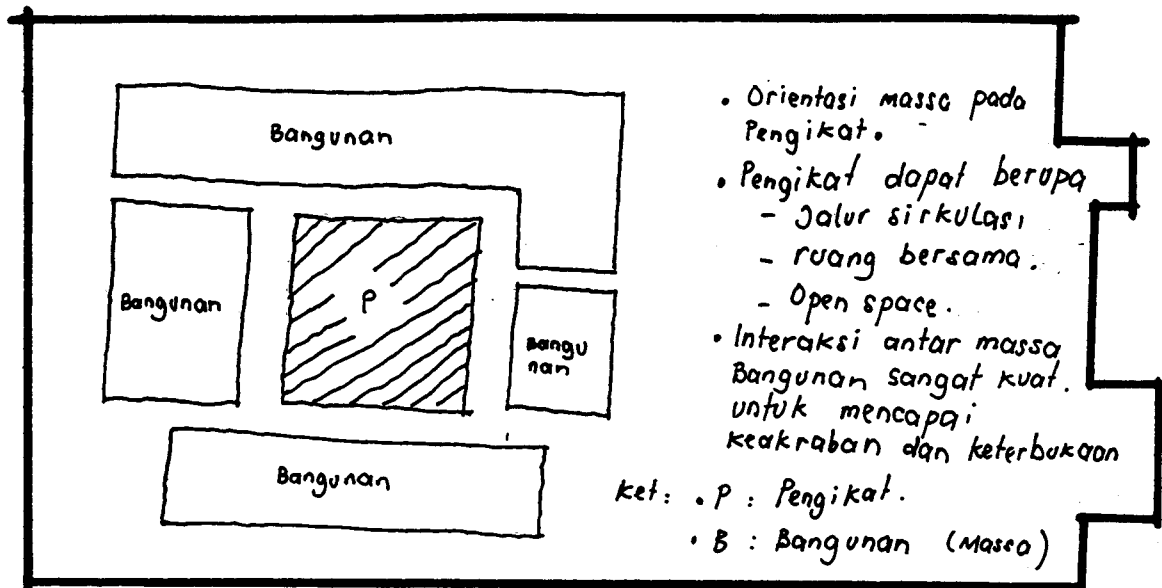 Bangunan
Bangunan
P
Bangu
nan
Bangunan
• Orientasi massa pada
Pengikat.
• Pengikat dapat berupa
- Jalur sirkulasi
- ruang bersama.
- Open space.
• Interaksi antar massa
Bangunan sangat kuat.
untuk mencapai
keakraban dan keterbukaan
Ket: • P : Pengikat.
• B : Bangunan (Massa)